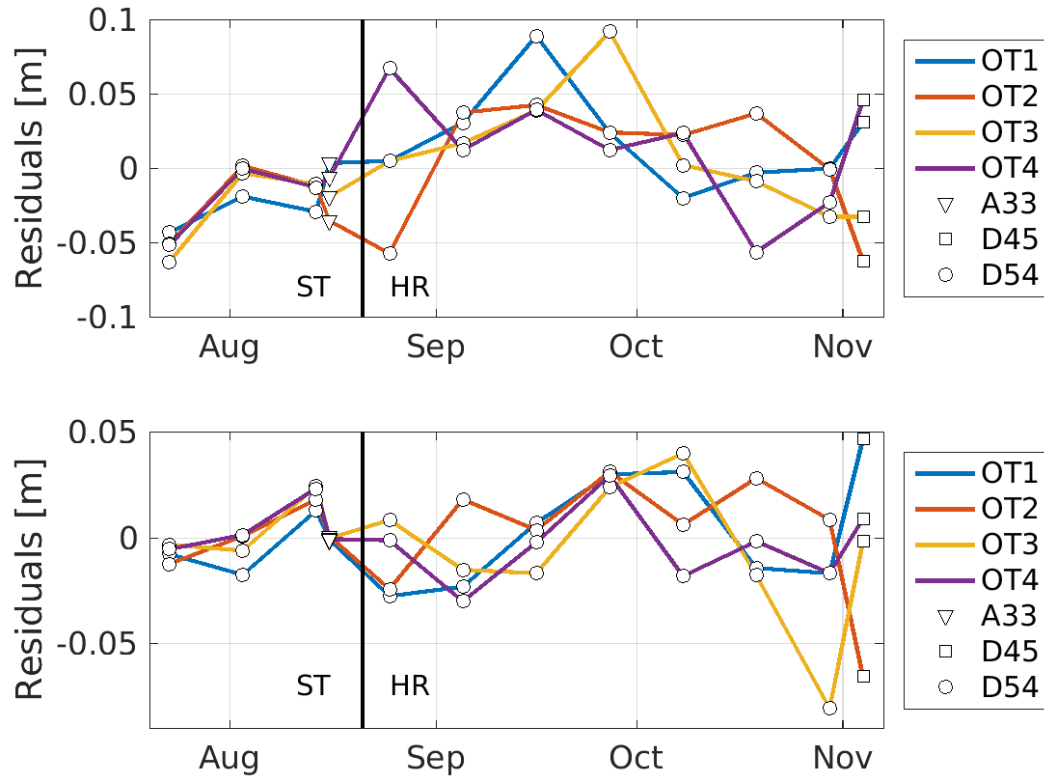 Residuals [m]
0.1
0.05
0
-0.05
-0.1
ST
HR
Aug
Sep
Oct
Nov
OT1
OT2
OT3
OT4
A33
D45
D54
Residuals [m]
0.05
0
-0.05
ST
HR
Aug
Sep
Oct
Nov
OT1
OT2
OT3
OT4
A33
D45
D54